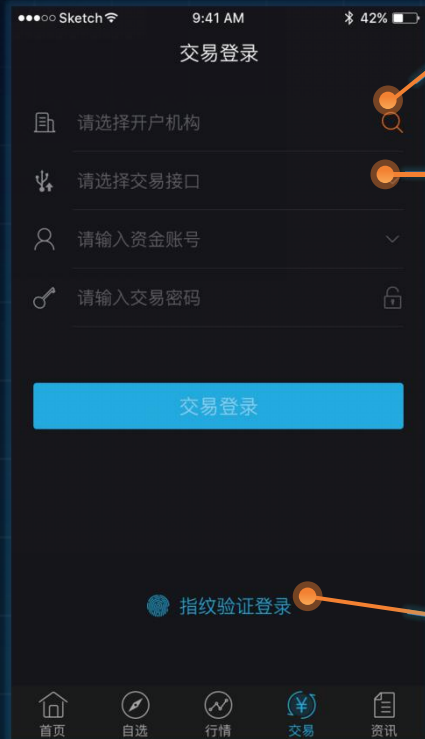 ●●●○○ Sketch 9:41 AM 42%
交易登录
请选择开户机构
请选择交易接口
请输入资金账号
请输入交易密码
交易登录
指纹验证登录
首页 自选 行情 交易 资讯